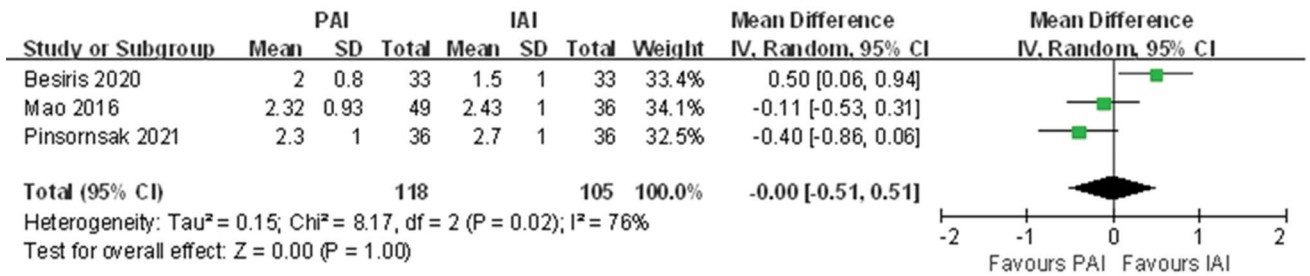 PAI IAI Mean Difference Mean Difference
Study or Subgroup Mean SD Total Mean SD Total Weight IV, Random, 95% CI IV, Random, 95% CI
Besiris 2020 2 0.8 33 1.5 1 33 33.4% 0.50 [0.06, 0.94]
Mao 2016 2.32 0.93 49 2.43 1 36 34.1% -0.11 [-0.53, 0.31]
Pinsornsak 2021 2.3 1 36 2.7 1 36 32.5% -0.40 [-0.86, 0.06]
Total (95% CI) 118 105 100.0% -0.00 [-0.51, 0.51]
Heterogeneity: Tau² = 0.15; Chi² = 8.17, df = 2 (P = 0.02); I² = 76%
Test for overall effect: Z = 0.00 (P = 1.00)
-2 -1 0 1 2
Favours PAI Favours IAI